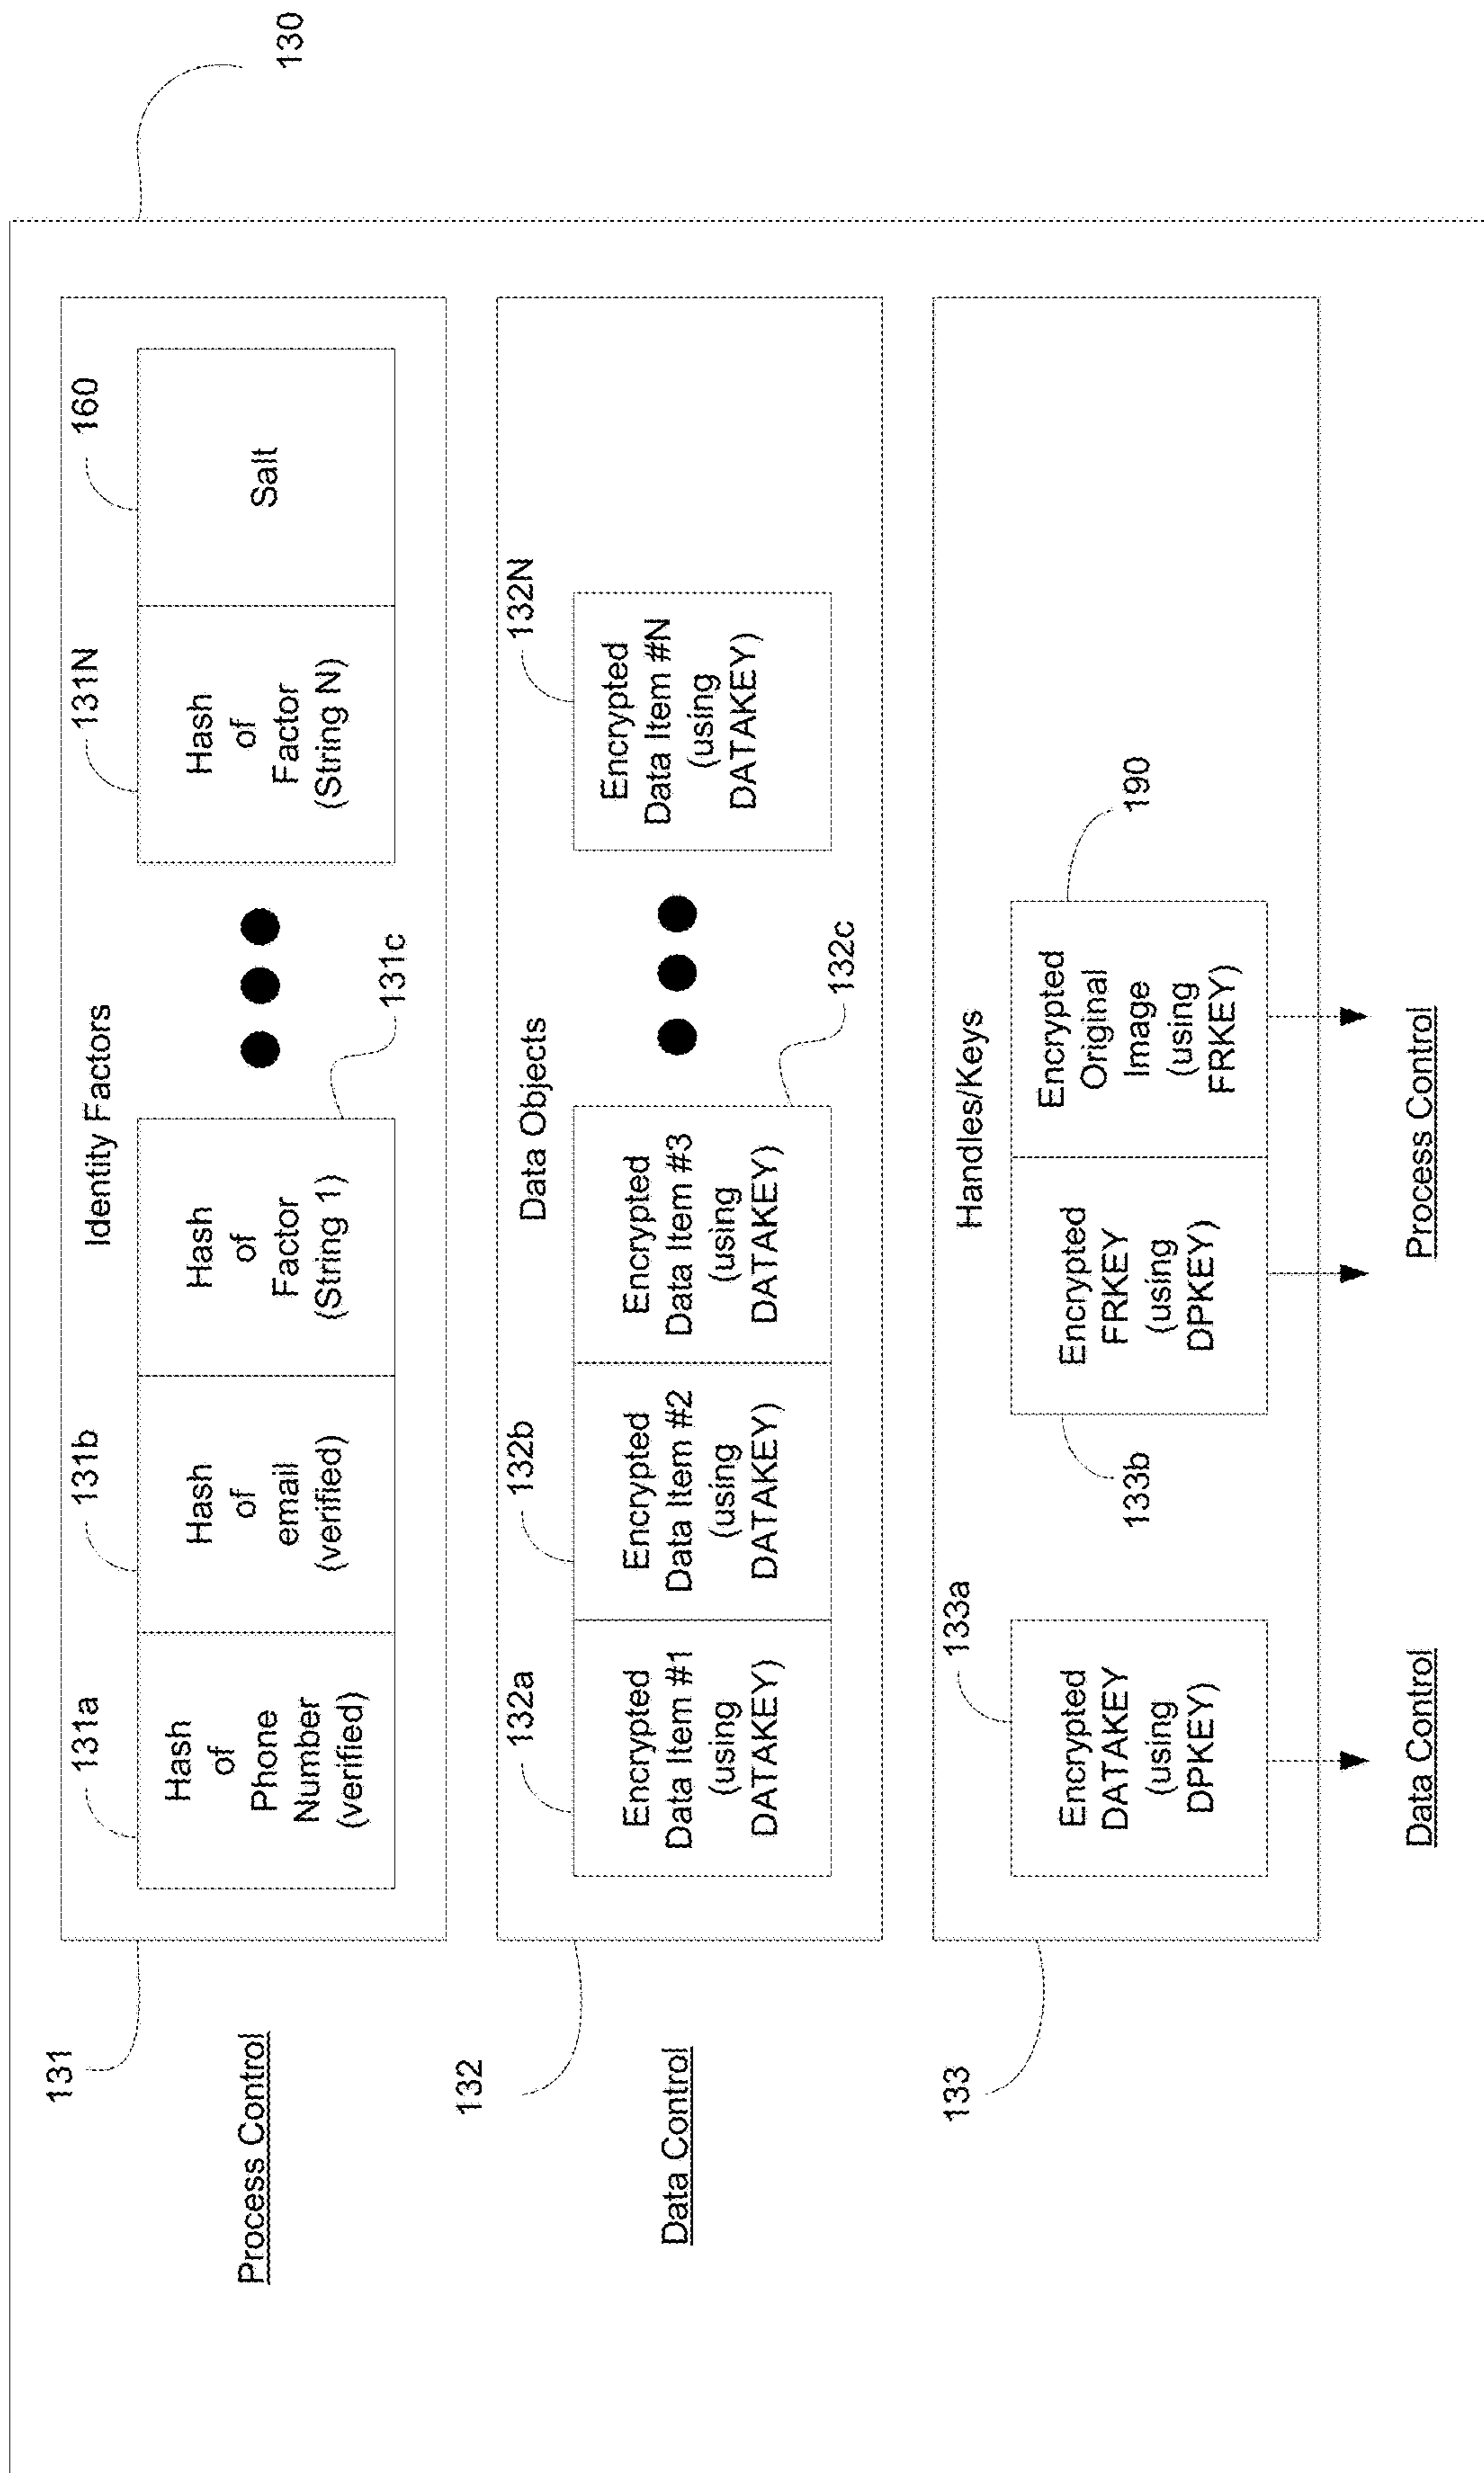 130
Identity Factors
131
Process Control
131a
Hash
of
Phone
Number
(verified)
131b
Hash
of
email
(verified)
Hash
of
Factor
(String 1)
131c
131N
Hash
of
Factor
(String N)
160
Salt
Data Objects
132
Data Control
132a
Encrypted
Data Item #1
(using
DATAKEY)
132b
Encrypted
Data Item #2
(using
DATAKEY)
Encrypted
Data Item #3
(using
DATAKEY)
132c
132N
Encrypted
Data Item #N
(using
DATAKEY)
Handles/Keys
133
133a
Encrypted
DATAKEY
(using
DPKEY)
133b
Encrypted
FRKEY
(using
DPKEY)
Encrypted
Original
Image
(using
FRKEY)
190
Data Control
Process Control